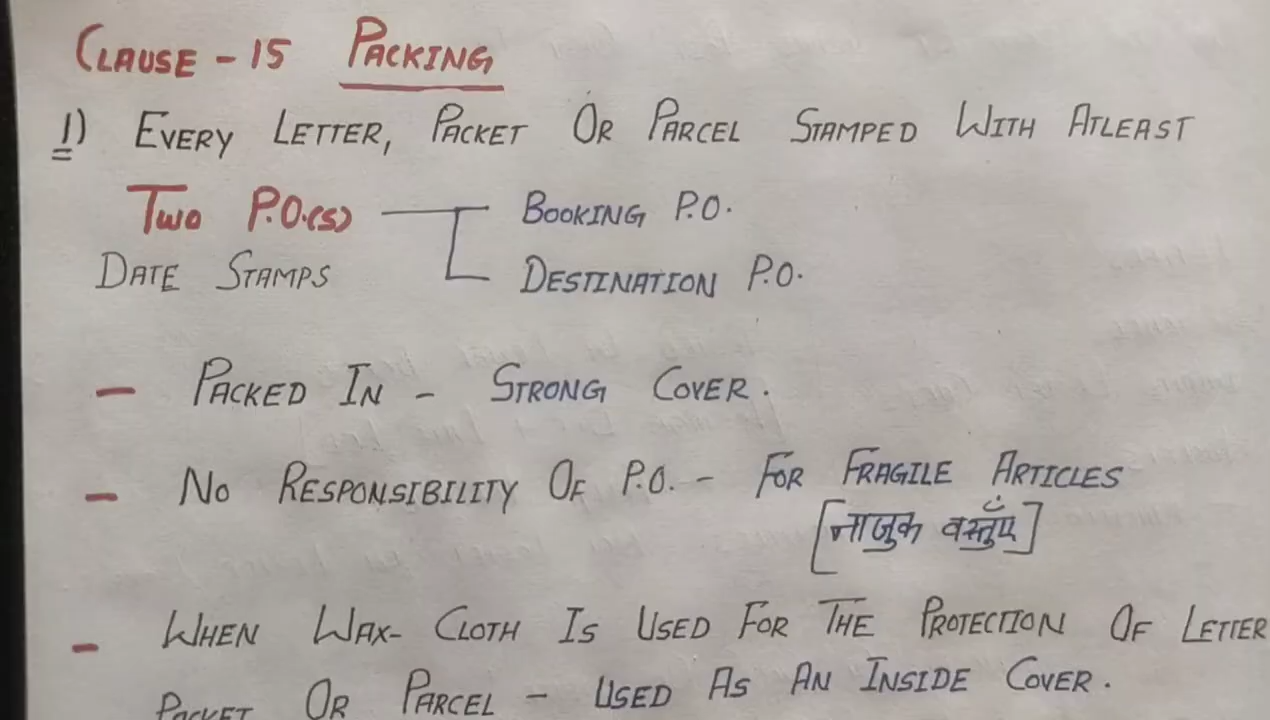 CLAUSE - 15 PACKING
1) EVERY LETTER, PACKET OR PARCEL STAMPED WITH ATLEAST
TWO P.O.(S) BOOKING P.O.
DATE STAMPS DESTINATION P.O.
- PACKED IN - STRONG COVER.
- NO RESPONSIBILITY OF P.O. - FOR FRAGILE ARTICLES
[नाजुक वस्तुएँ]
- WHEN WAX-CLOTH IS USED FOR THE PROTECTION OF LETTER
PACKET OR PARCEL - USED AS AN INSIDE COVER.